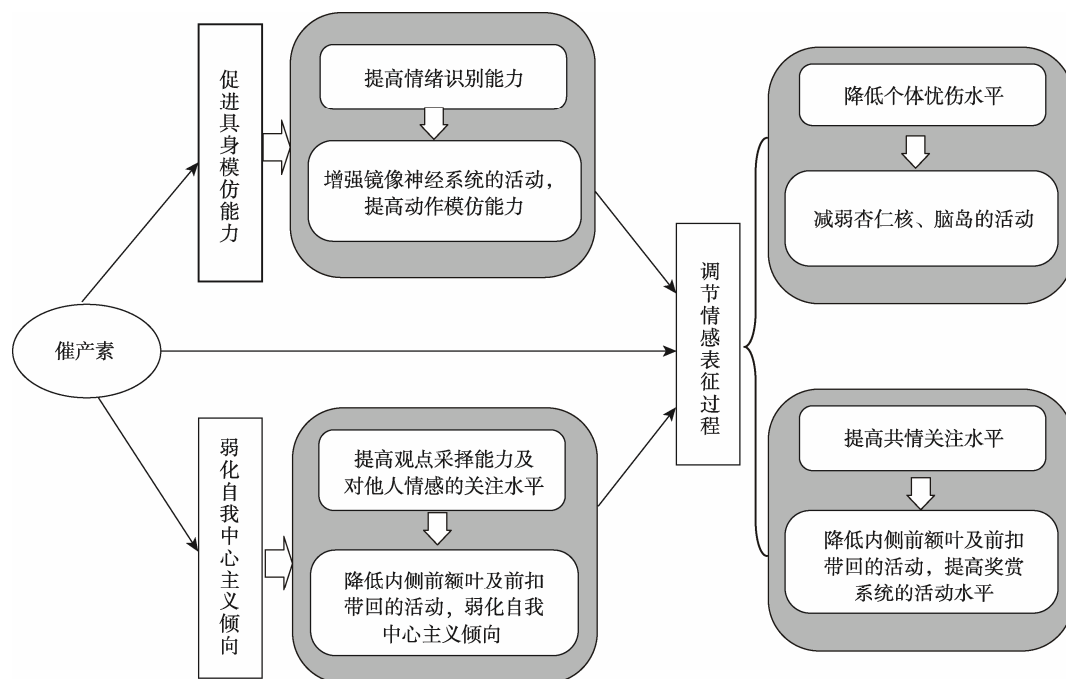 促进具身模仿能力
提高情绪识别能力
增强镜像神经系统的活动，
提高动作模仿能力
催产素
弱化自我中心主义倾向
提高观点采择能力及
对他人情感的关注水平
降低内侧前额叶及前扣
带回的活动，弱化自我
中心主义倾向
调节情感表征过程
降低个体忧伤水平
减弱杏仁核、脑岛的活动
提高共情关注水平
降低内侧前额叶及前扣
带回的活动，提高奖赏
系统的活动水平